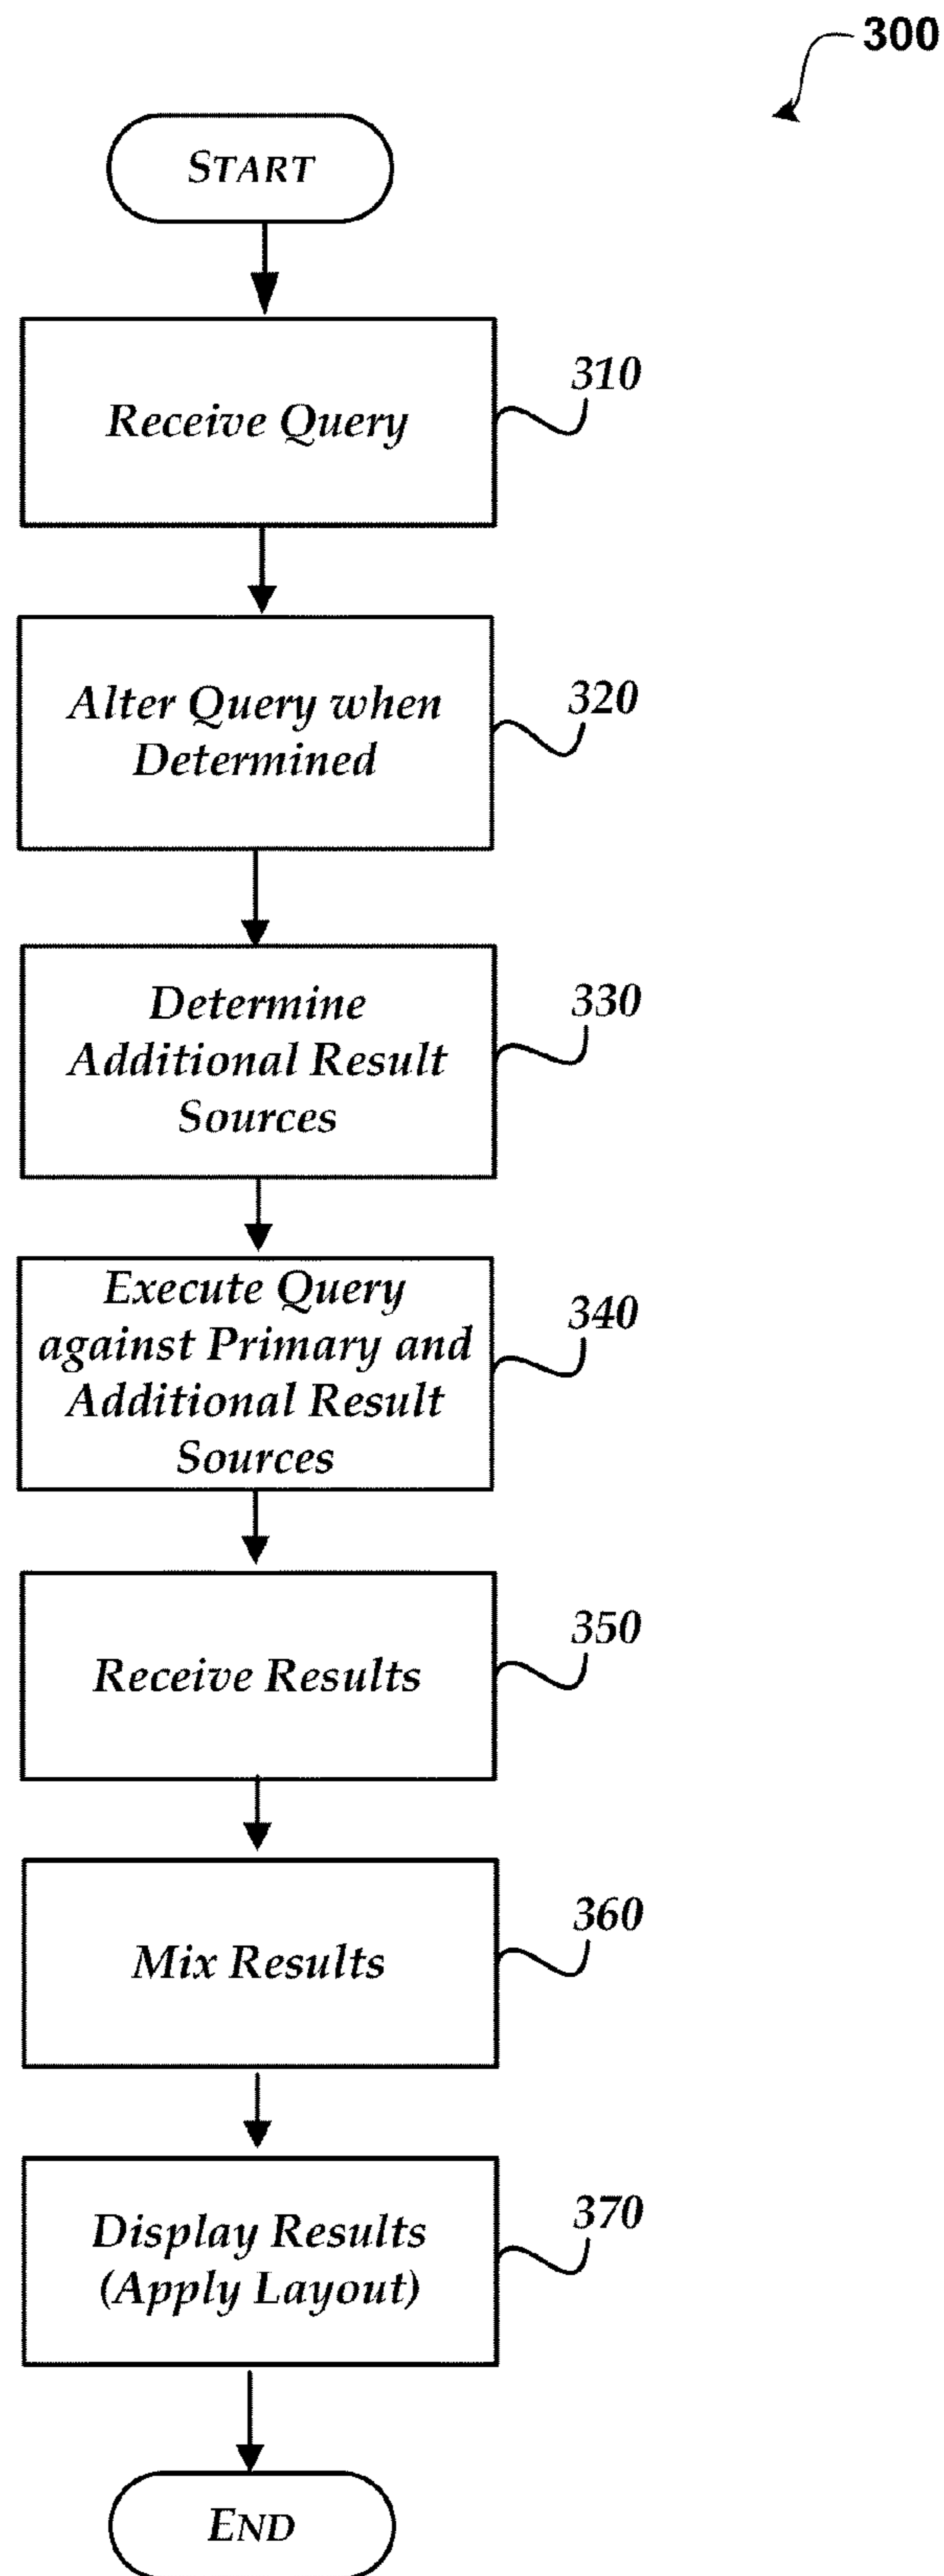 300
START
Receive Query
310
Alter Query when
Determined
320
Determine
Additional Result
Sources
330
Execute Query
against Primary and
Additional Result
Sources
340
Receive Results
350
Mix Results
360
Display Results
(Apply Layout)
370
END